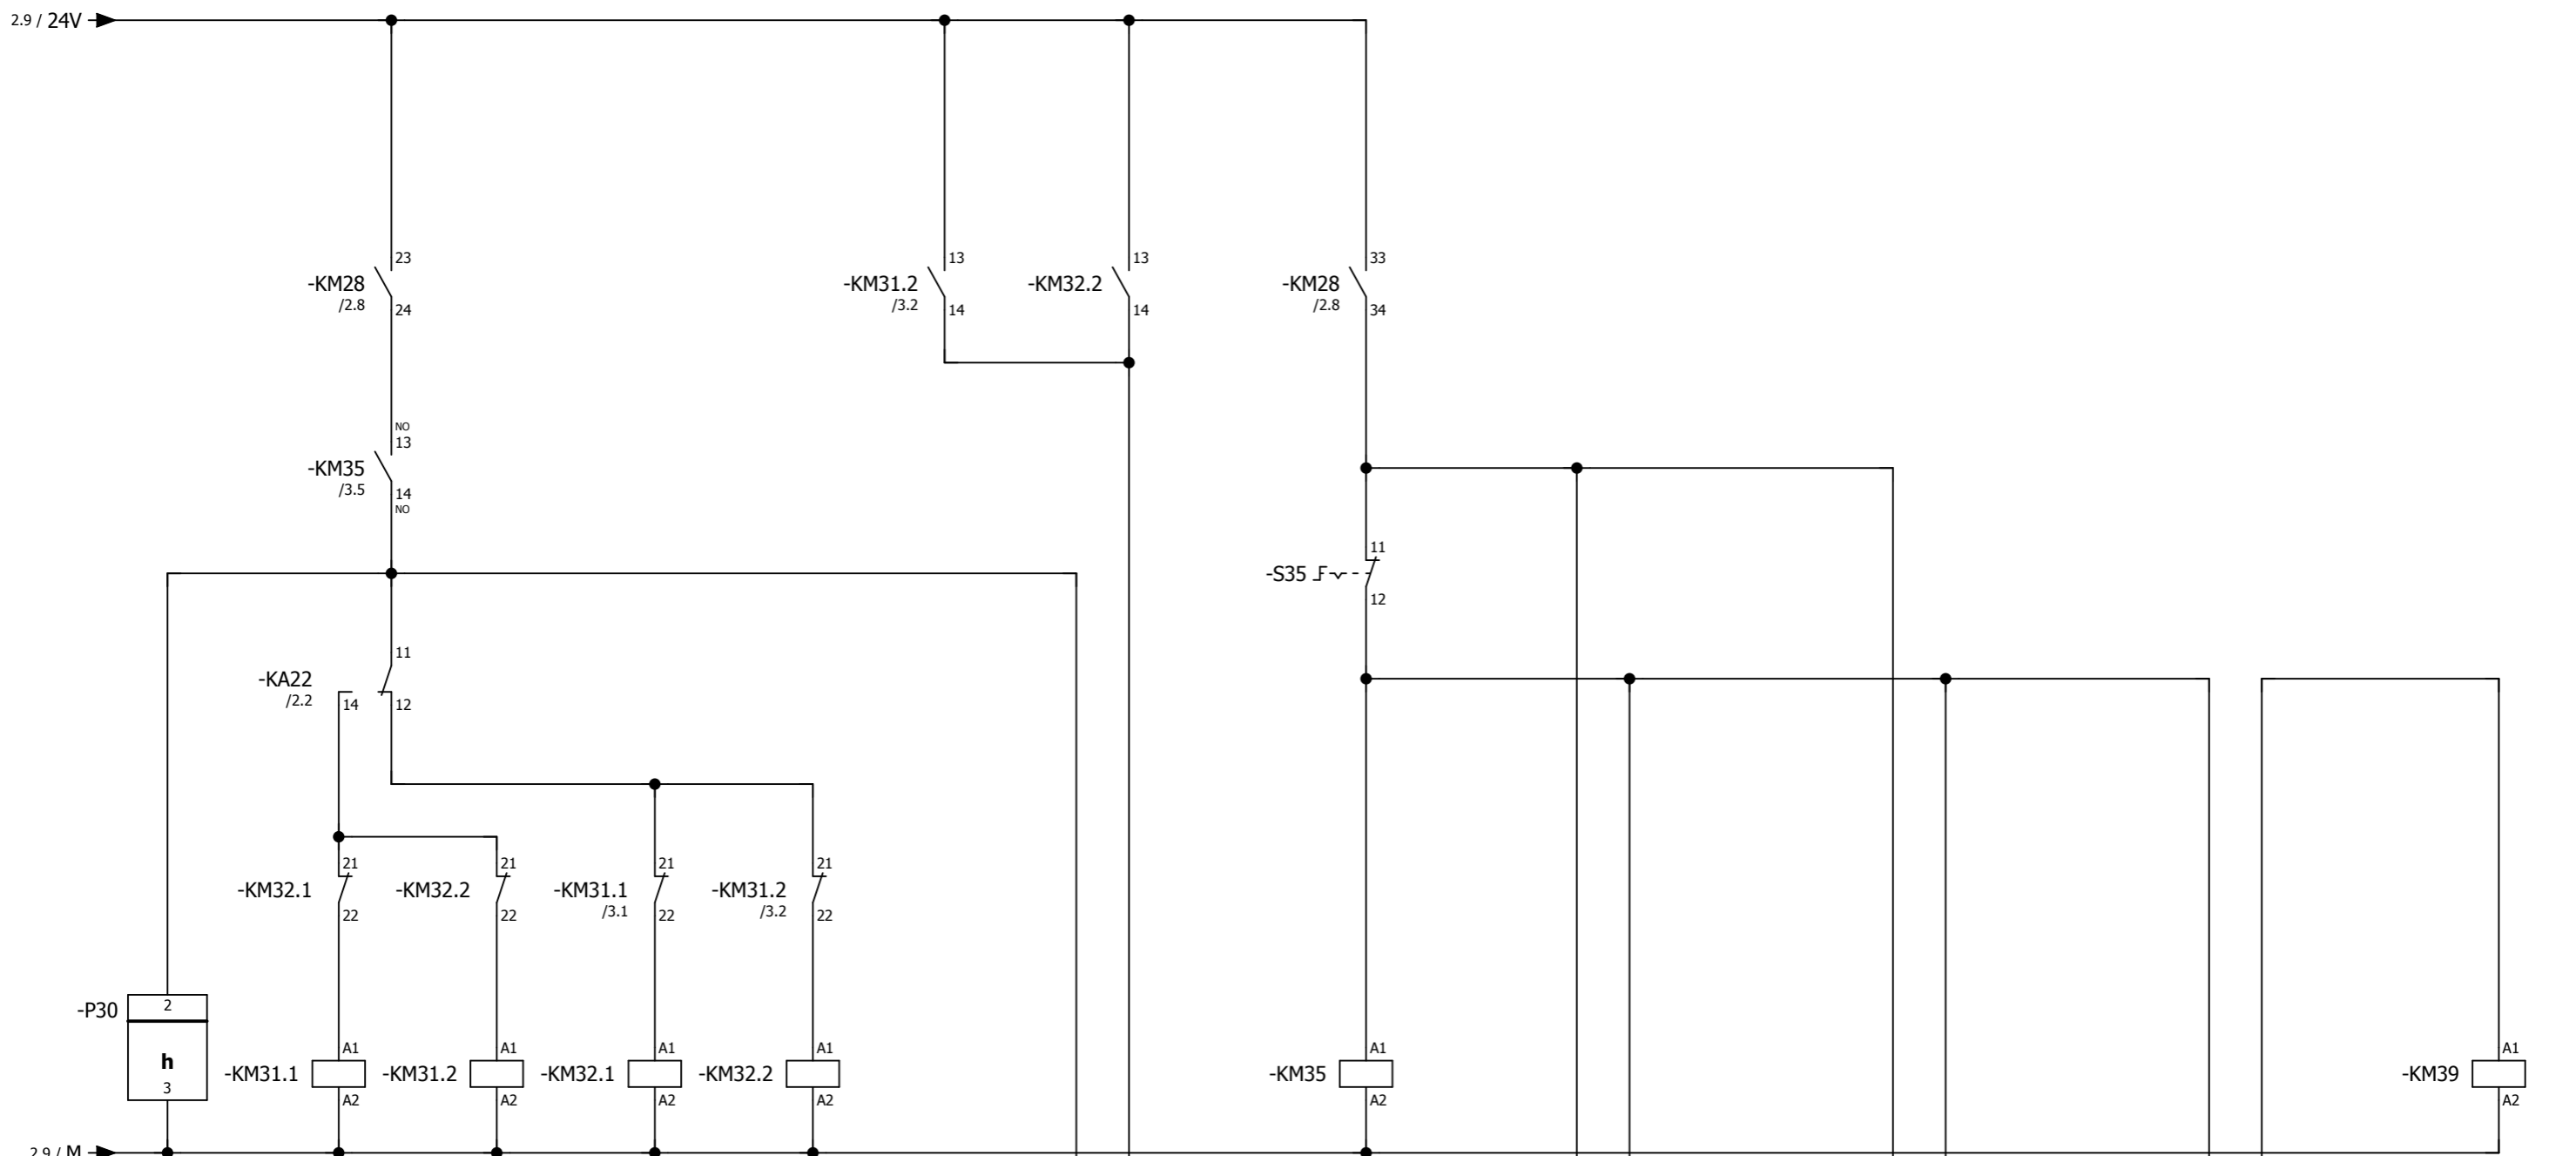 2.9 / 24V
23
-KM28
/2.8
24
13
-KM31.2
/3.2
14
13
-KM32.2
14
33
-KM28
/2.8
34
NO
13
-KM35
/3.5
14
NO
11
-S35
12
11
-KA22
/2.2
14
12
21
-KM32.1
22
21
-KM32.2
22
21
-KM31.1
/3.1
22
21
-KM31.2
/3.2
22
-P30
2
h
3
A1
-KM31.1
A2
A1
-KM31.2
A2
A1
-KM32.1
A2
A1
-KM32.2
A2
A1
-KM35
A2
A1
-KM39
A2
2.9 / M